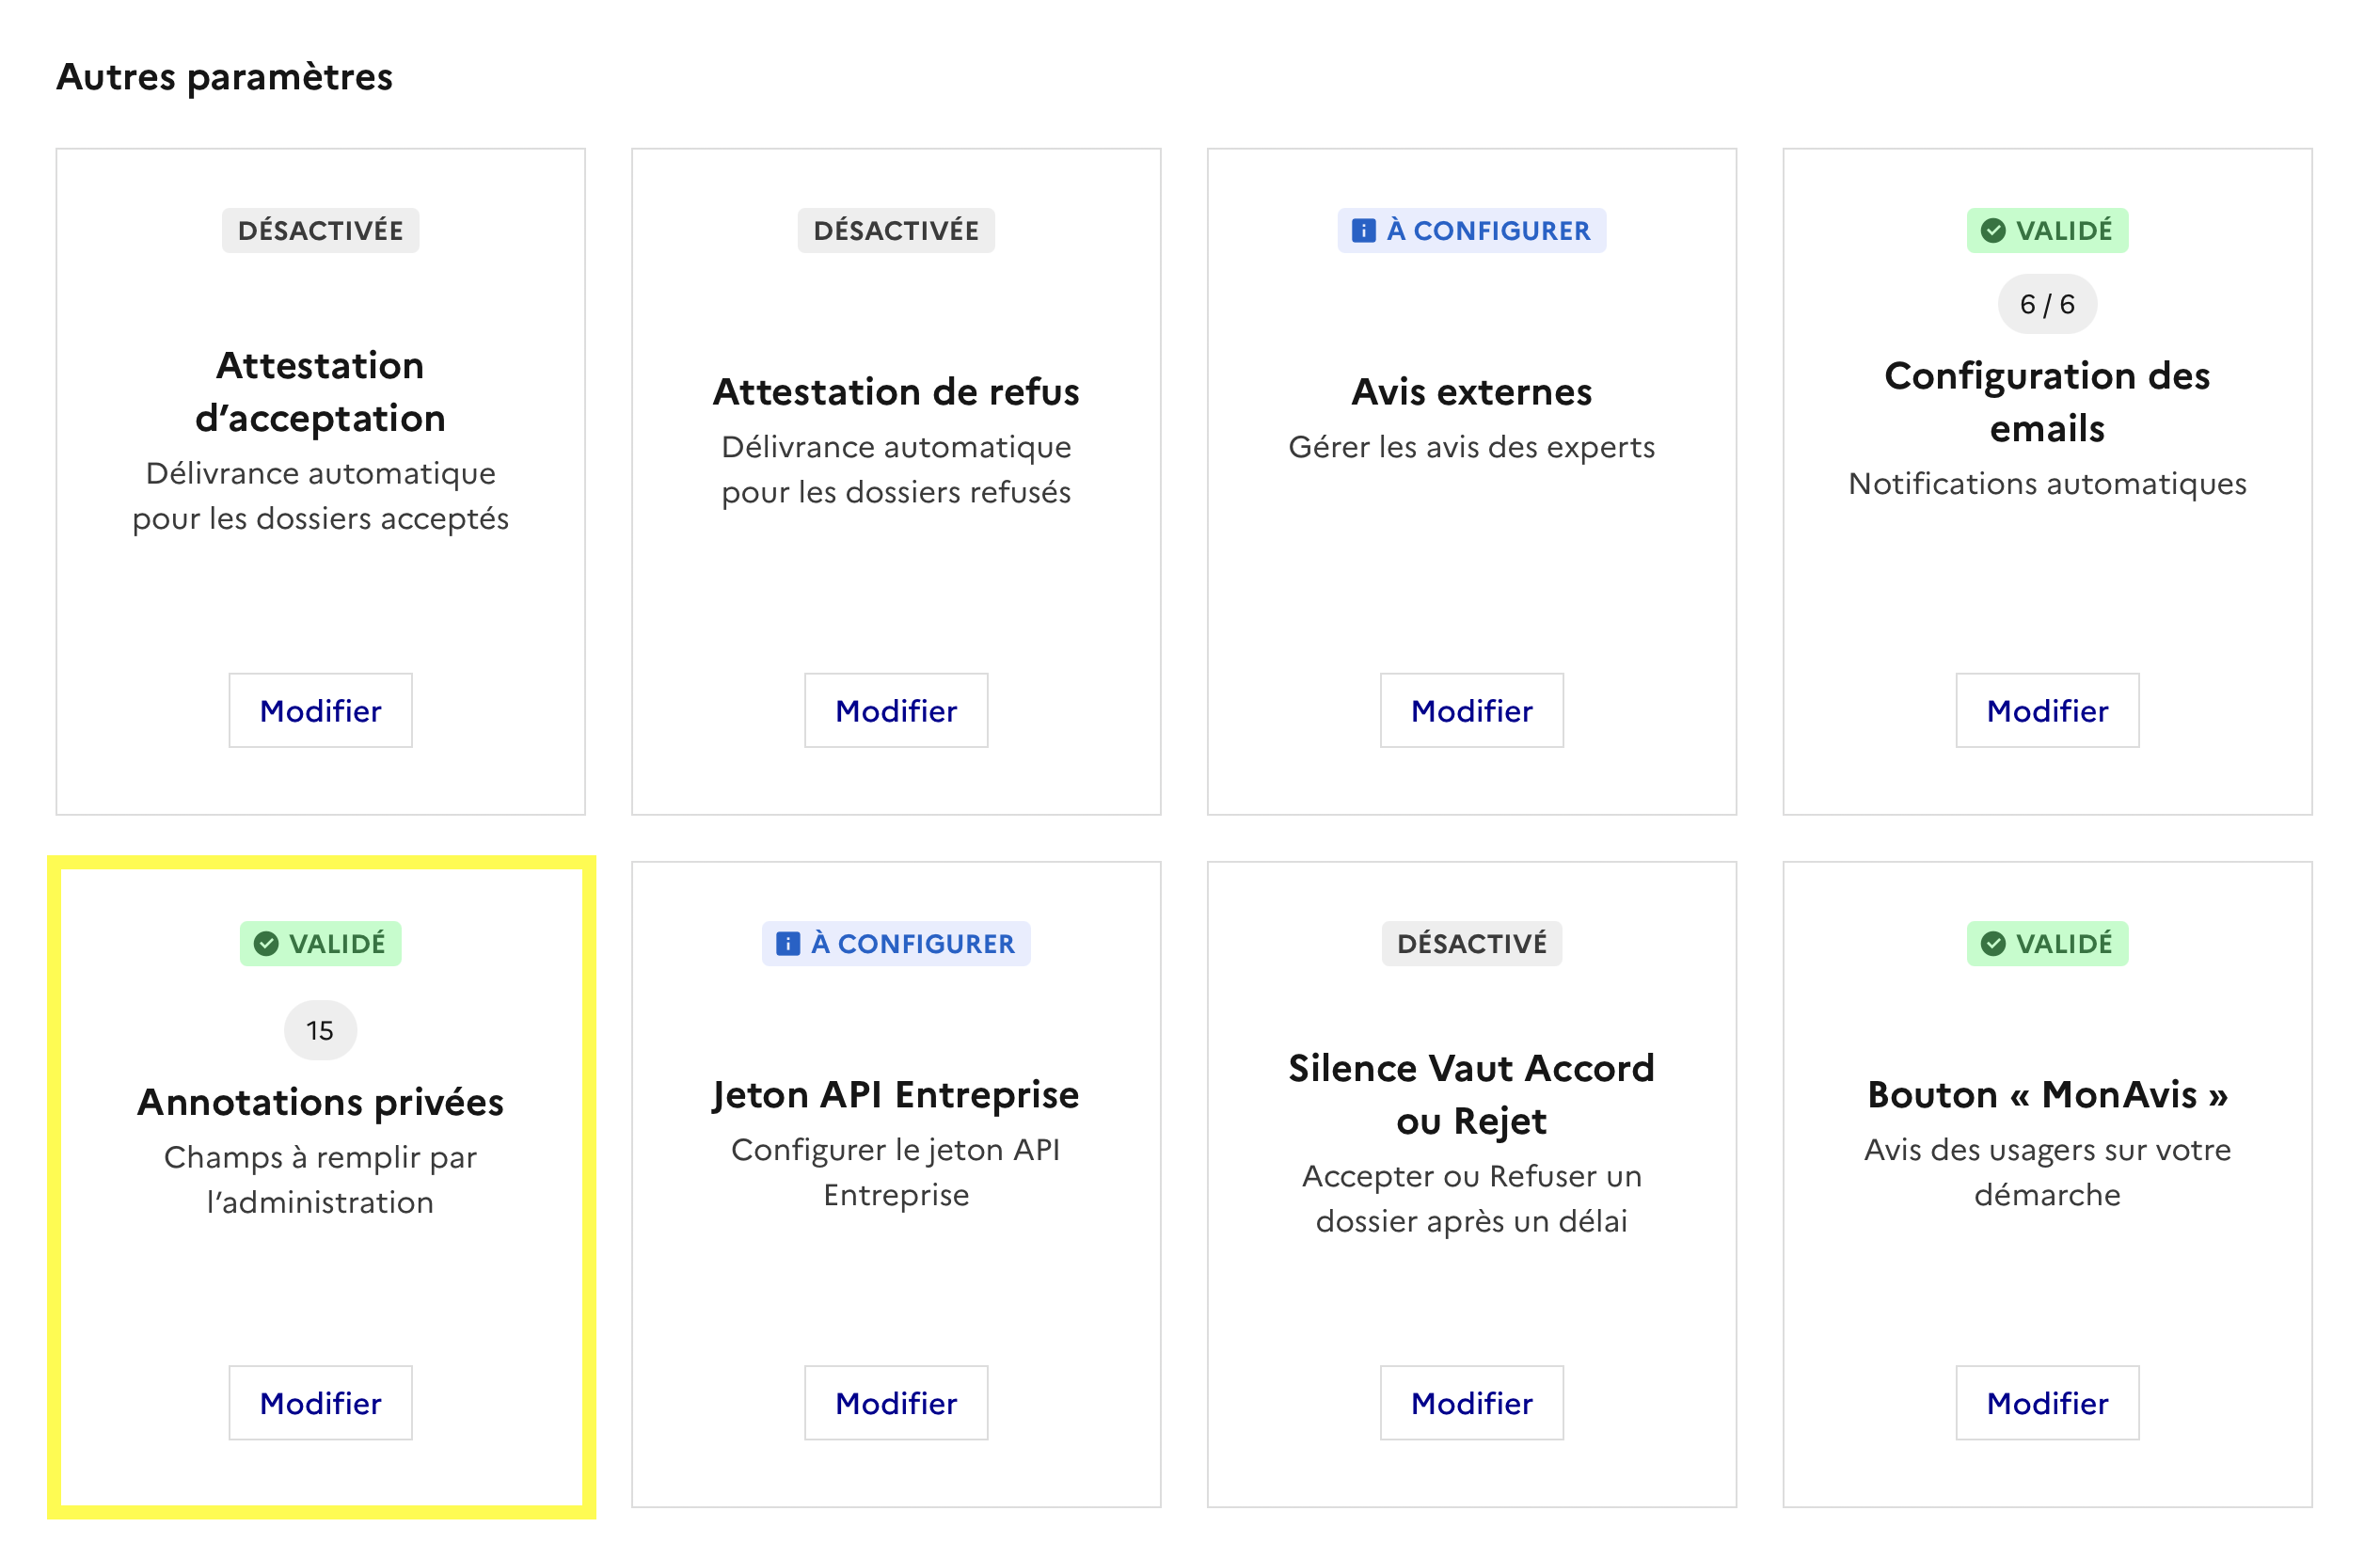 Autres paramètres
DÉSACTIVÉE
Attestation
d’acceptation
Délivrance automatique
pour les dossiers acceptés
Modifier
DÉSACTIVÉE
Attestation de refus
Délivrance automatique
pour les dossiers refusés
Modifier
À CONFIGURER
Avis externes
Gérer les avis des experts
Modifier
VALIDÉ
6 / 6
Configuration des
emails
Notifications automatiques
Modifier
VALIDÉ
15
Annotations privées
Champs à remplir par
l’administration
Modifier
À CONFIGURER
Jeton API Entreprise
Configurer le jeton API
Entreprise
Modifier
DÉSACTIVÉ
Silence Vaut Accord
ou Rejet
Accepter ou Refuser un
dossier après un délai
Modifier
VALIDÉ
Bouton « MonAvis »
Avis des usagers sur votre
démarche
Modifier